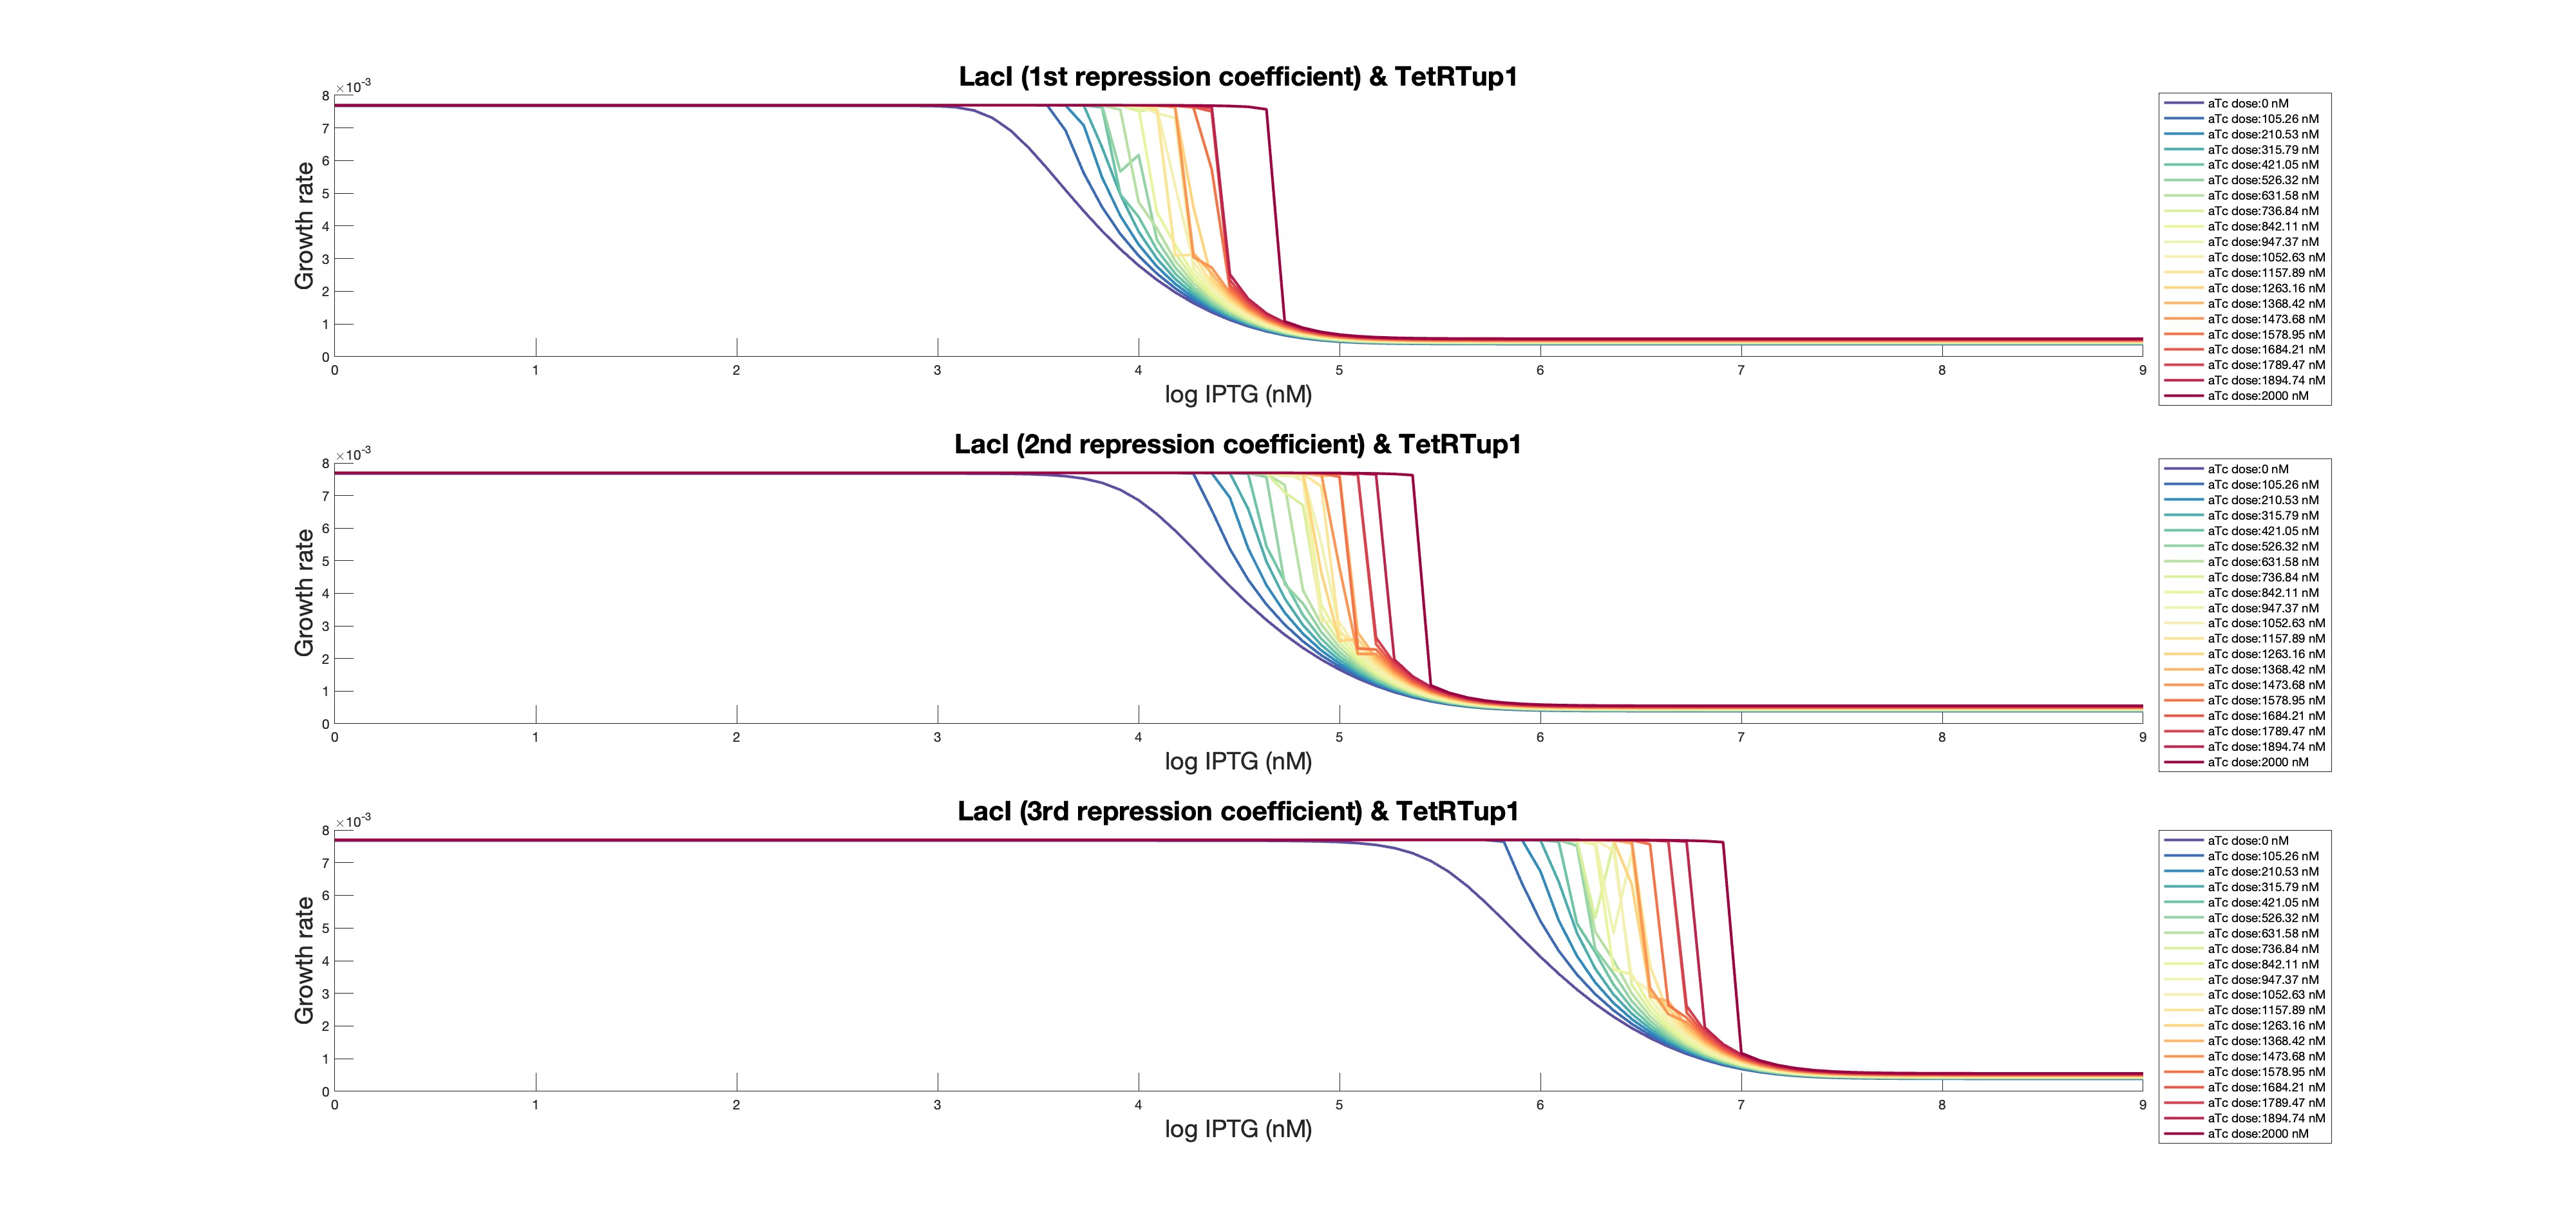 LacI (1st repression coefficient) & TetRTup1
×10-3
8
7
6
5
4
3
2
1
0
Growth rate
0 1 2 3 4 5 6 7 8 9
log IPTG (nM)
aTc dose:0 nM
aTc dose:105.26 nM
aTc dose:210.53 nM
aTc dose:315.79 nM
aTc dose:421.05 nM
aTc dose:526.32 nM
aTc dose:631.58 nM
aTc dose:736.84 nM
aTc dose:842.11 nM
aTc dose:947.37 nM
aTc dose:1052.63 nM
aTc dose:1157.89 nM
aTc dose:1263.16 nM
aTc dose:1368.42 nM
aTc dose:1473.68 nM
aTc dose:1578.95 nM
aTc dose:1684.21 nM
aTc dose:1789.47 nM
aTc dose:1894.74 nM
aTc dose:2000 nM
LacI (2nd repression coefficient) & TetRTup1
×10-3
8
7
6
5
4
3
2
1
0
Growth rate
0 1 2 3 4 5 6 7 8 9
log IPTG (nM)
aTc dose:0 nM
aTc dose:105.26 nM
aTc dose:210.53 nM
aTc dose:315.79 nM
aTc dose:421.05 nM
aTc dose:526.32 nM
aTc dose:631.58 nM
aTc dose:736.84 nM
aTc dose:842.11 nM
aTc dose:947.37 nM
aTc dose:1052.63 nM
aTc dose:1157.89 nM
aTc dose:1263.16 nM
aTc dose:1368.42 nM
aTc dose:1473.68 nM
aTc dose:1578.95 nM
aTc dose:1684.21 nM
aTc dose:1789.47 nM
aTc dose:1894.74 nM
aTc dose:2000 nM
LacI (3rd repression coefficient) & TetRTup1
×10-3
8
7
6
5
4
3
2
1
0
Growth rate
0 1 2 3 4 5 6 7 8 9
log IPTG (nM)
aTc dose:0 nM
aTc dose:105.26 nM
aTc dose:210.53 nM
aTc dose:315.79 nM
aTc dose:421.05 nM
aTc dose:526.32 nM
aTc dose:631.58 nM
aTc dose:736.84 nM
aTc dose:842.11 nM
aTc dose:947.37 nM
aTc dose:1052.63 nM
aTc dose:1157.89 nM
aTc dose:1263.16 nM
aTc dose:1368.42 nM
aTc dose:1473.68 nM
aTc dose:1578.95 nM
aTc dose:1684.21 nM
aTc dose:1789.47 nM
aTc dose:1894.74 nM
aTc dose:2000 nM